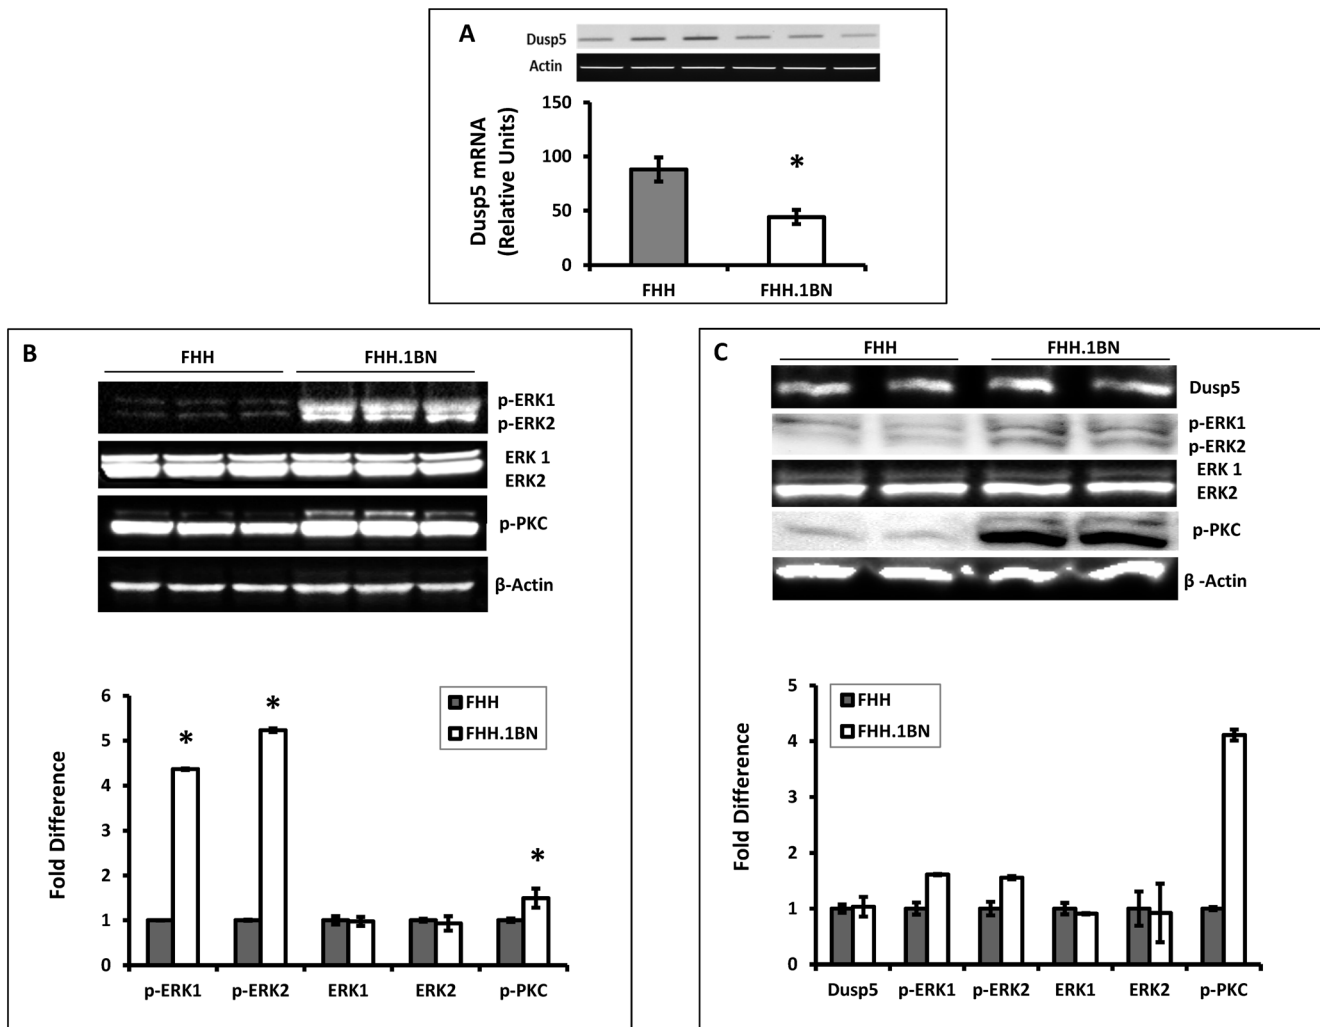 A
Dusp5
Actin
Dusp5 mRNA
(Relative Units)
150
100
50
0
*
FHH
FHH.1BN
B
FHH
FHH.1BN
p-ERK1
p-ERK2
ERK 1
ERK2
p-PKC
β-Actin
Fold Difference
6
5
4
3
2
1
0
*
*
*
FHH
FHH.1BN
p-ERK1
p-ERK2
ERK1
ERK2
p-PKC
C
FHH
FHH.1BN
Dusp5
p-ERK1
p-ERK2
ERK 1
ERK2
p-PKC
β -Actin
Fold Difference
5
4
3
2
1
0
FHH
FHH.1BN
Dusp5
p-ERK1
p-ERK2
ERK1
ERK2
p-PKC